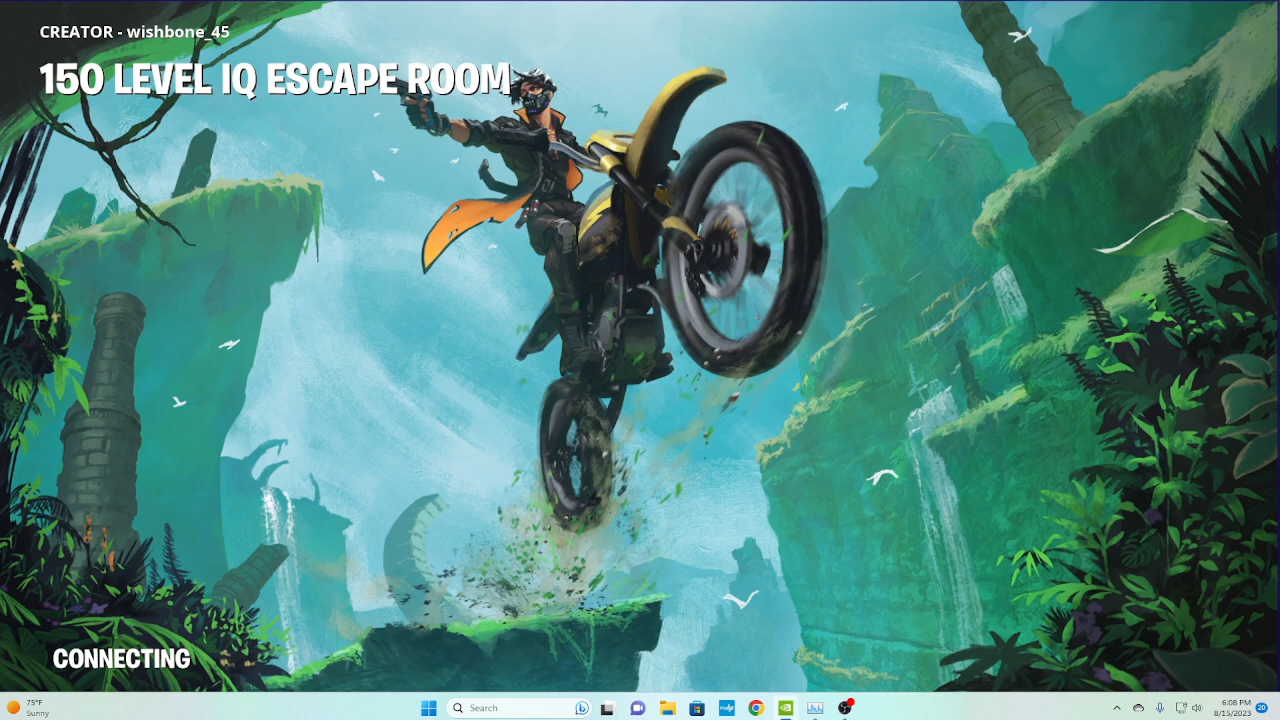 CREATOR - wishbone_45
150 LEVEL IQ ESCAPE ROOM
CONNECTING
75°F
Sunny
Search
6:08 PM
8/15/2023
20